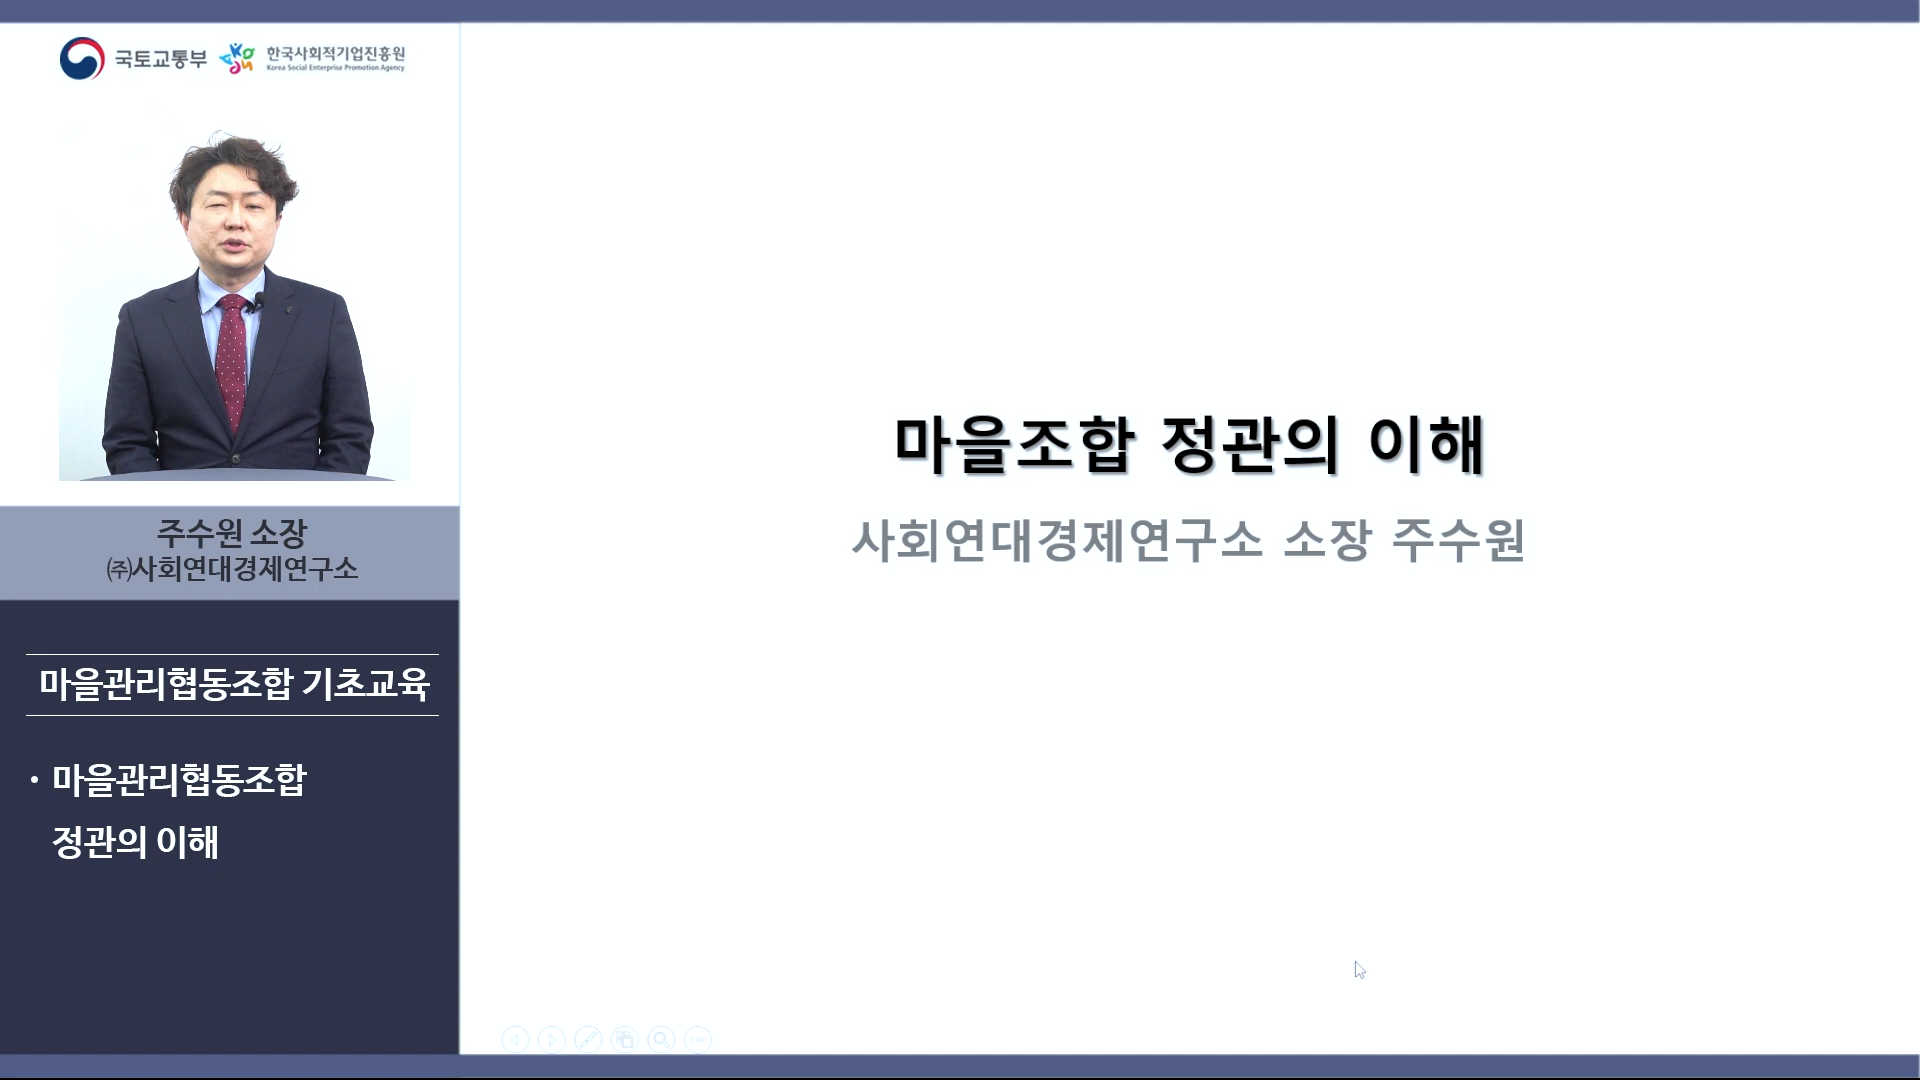 국토교통부
한국사회적기업진흥원
Korea Social Enterprise Promotion Agency
주수원 소장
㈜사회연대경제연구소
마을관리협동조합 기초교육
• 마을관리협동조합
정관의 이해
마을조합 정관의 이해
사회연대경제연구소 소장 주수원